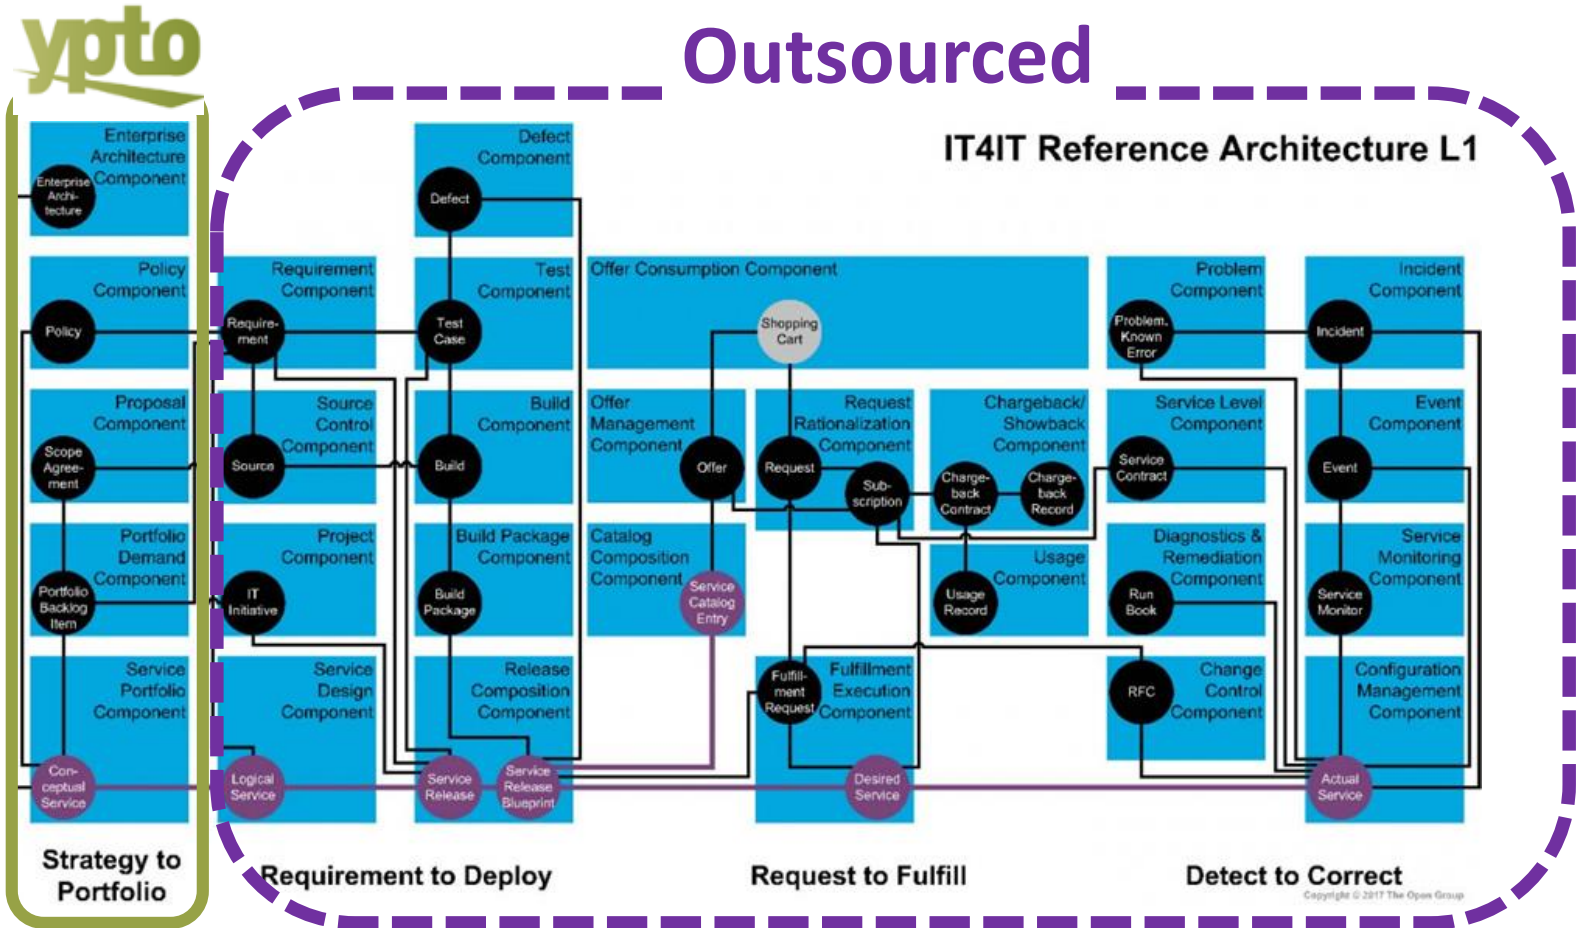 ypto
Outsourced
IT4IT Reference Architecture L1
Enterprise
Architecture
Component
Enterprise
Archi-
tecture
Policy
Component
Policy
Proposal
Component
Scope
Agree-
ment
Portfolio
Demand
Component
Portfolio
Backlog
Item
Service
Portfolio
Component
Con-
ceptual
Service
Strategy to
Portfolio
Requirement
Component
Require-
ment
Source
Control
Component
Source
Project
Component
IT
Initiative
Service
Design
Component
Logical
Service
Defect
Component
Defect
Test
Component
Test
Case
Build
Component
Build
Build Package
Component
Build
Package
Release
Composition
Component
Service
Release
Service
Release
Blueprint
Requirement to Deploy
Offer Consumption Component
Shopping
Cart
Offer
Management
Component
Offer
Catalog
Composition
Component
Service
Catalog
Entry
Request
Rationalization
Component
Request
Sub-
scription
Chargeback/
Showback
Component
Charge-
back
Contract
Charge-
back
Record
Usage
Component
Usage
Record
Fulfillment
Execution
Component
Fulfill-
ment
Request
Desired
Service
Request to Fulfill
Problem
Component
Problem,
Known
Error
Service Level
Component
Service
Contract
Diagnostics &
Remediation
Component
Run
Book
Change
Control
Component
RFC
Incident
Component
Incident
Event
Component
Event
Service
Monitoring
Component
Service
Monitor
Configuration
Management
Component
Actual
Service
Detect to Correct
Copyright © 2017 The Open Group